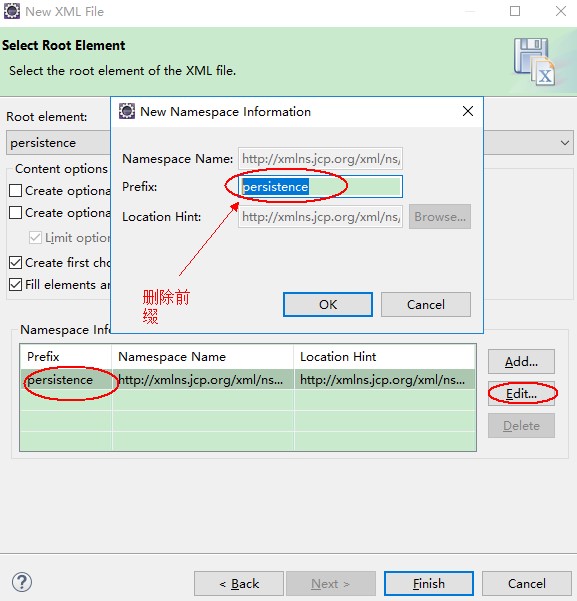 New XML File
Select Root Element
Select the root element of the XML file.
Root element:
persistence
Content options
Create optiona
Create optiona
Limit option
Create first cho
Fill elements an
New Namespace Information
Namespace Name:
http://xmlns.jcp.org/xml/ns/
Prefix:
persistence
Location Hint:
http://xmlns.jcp.org/xml/ns/
Browse...
删除前
缀
OK
Cancel
Namespace Info
Prefix
Namespace Name
Location Hint
persistence
http://xmlns.jcp.org/xml/ns...
http://xmlns.jcp.org/xml/ns...
Add...
Edit...
Delete
?
< Back
Next >
Finish
Cancel